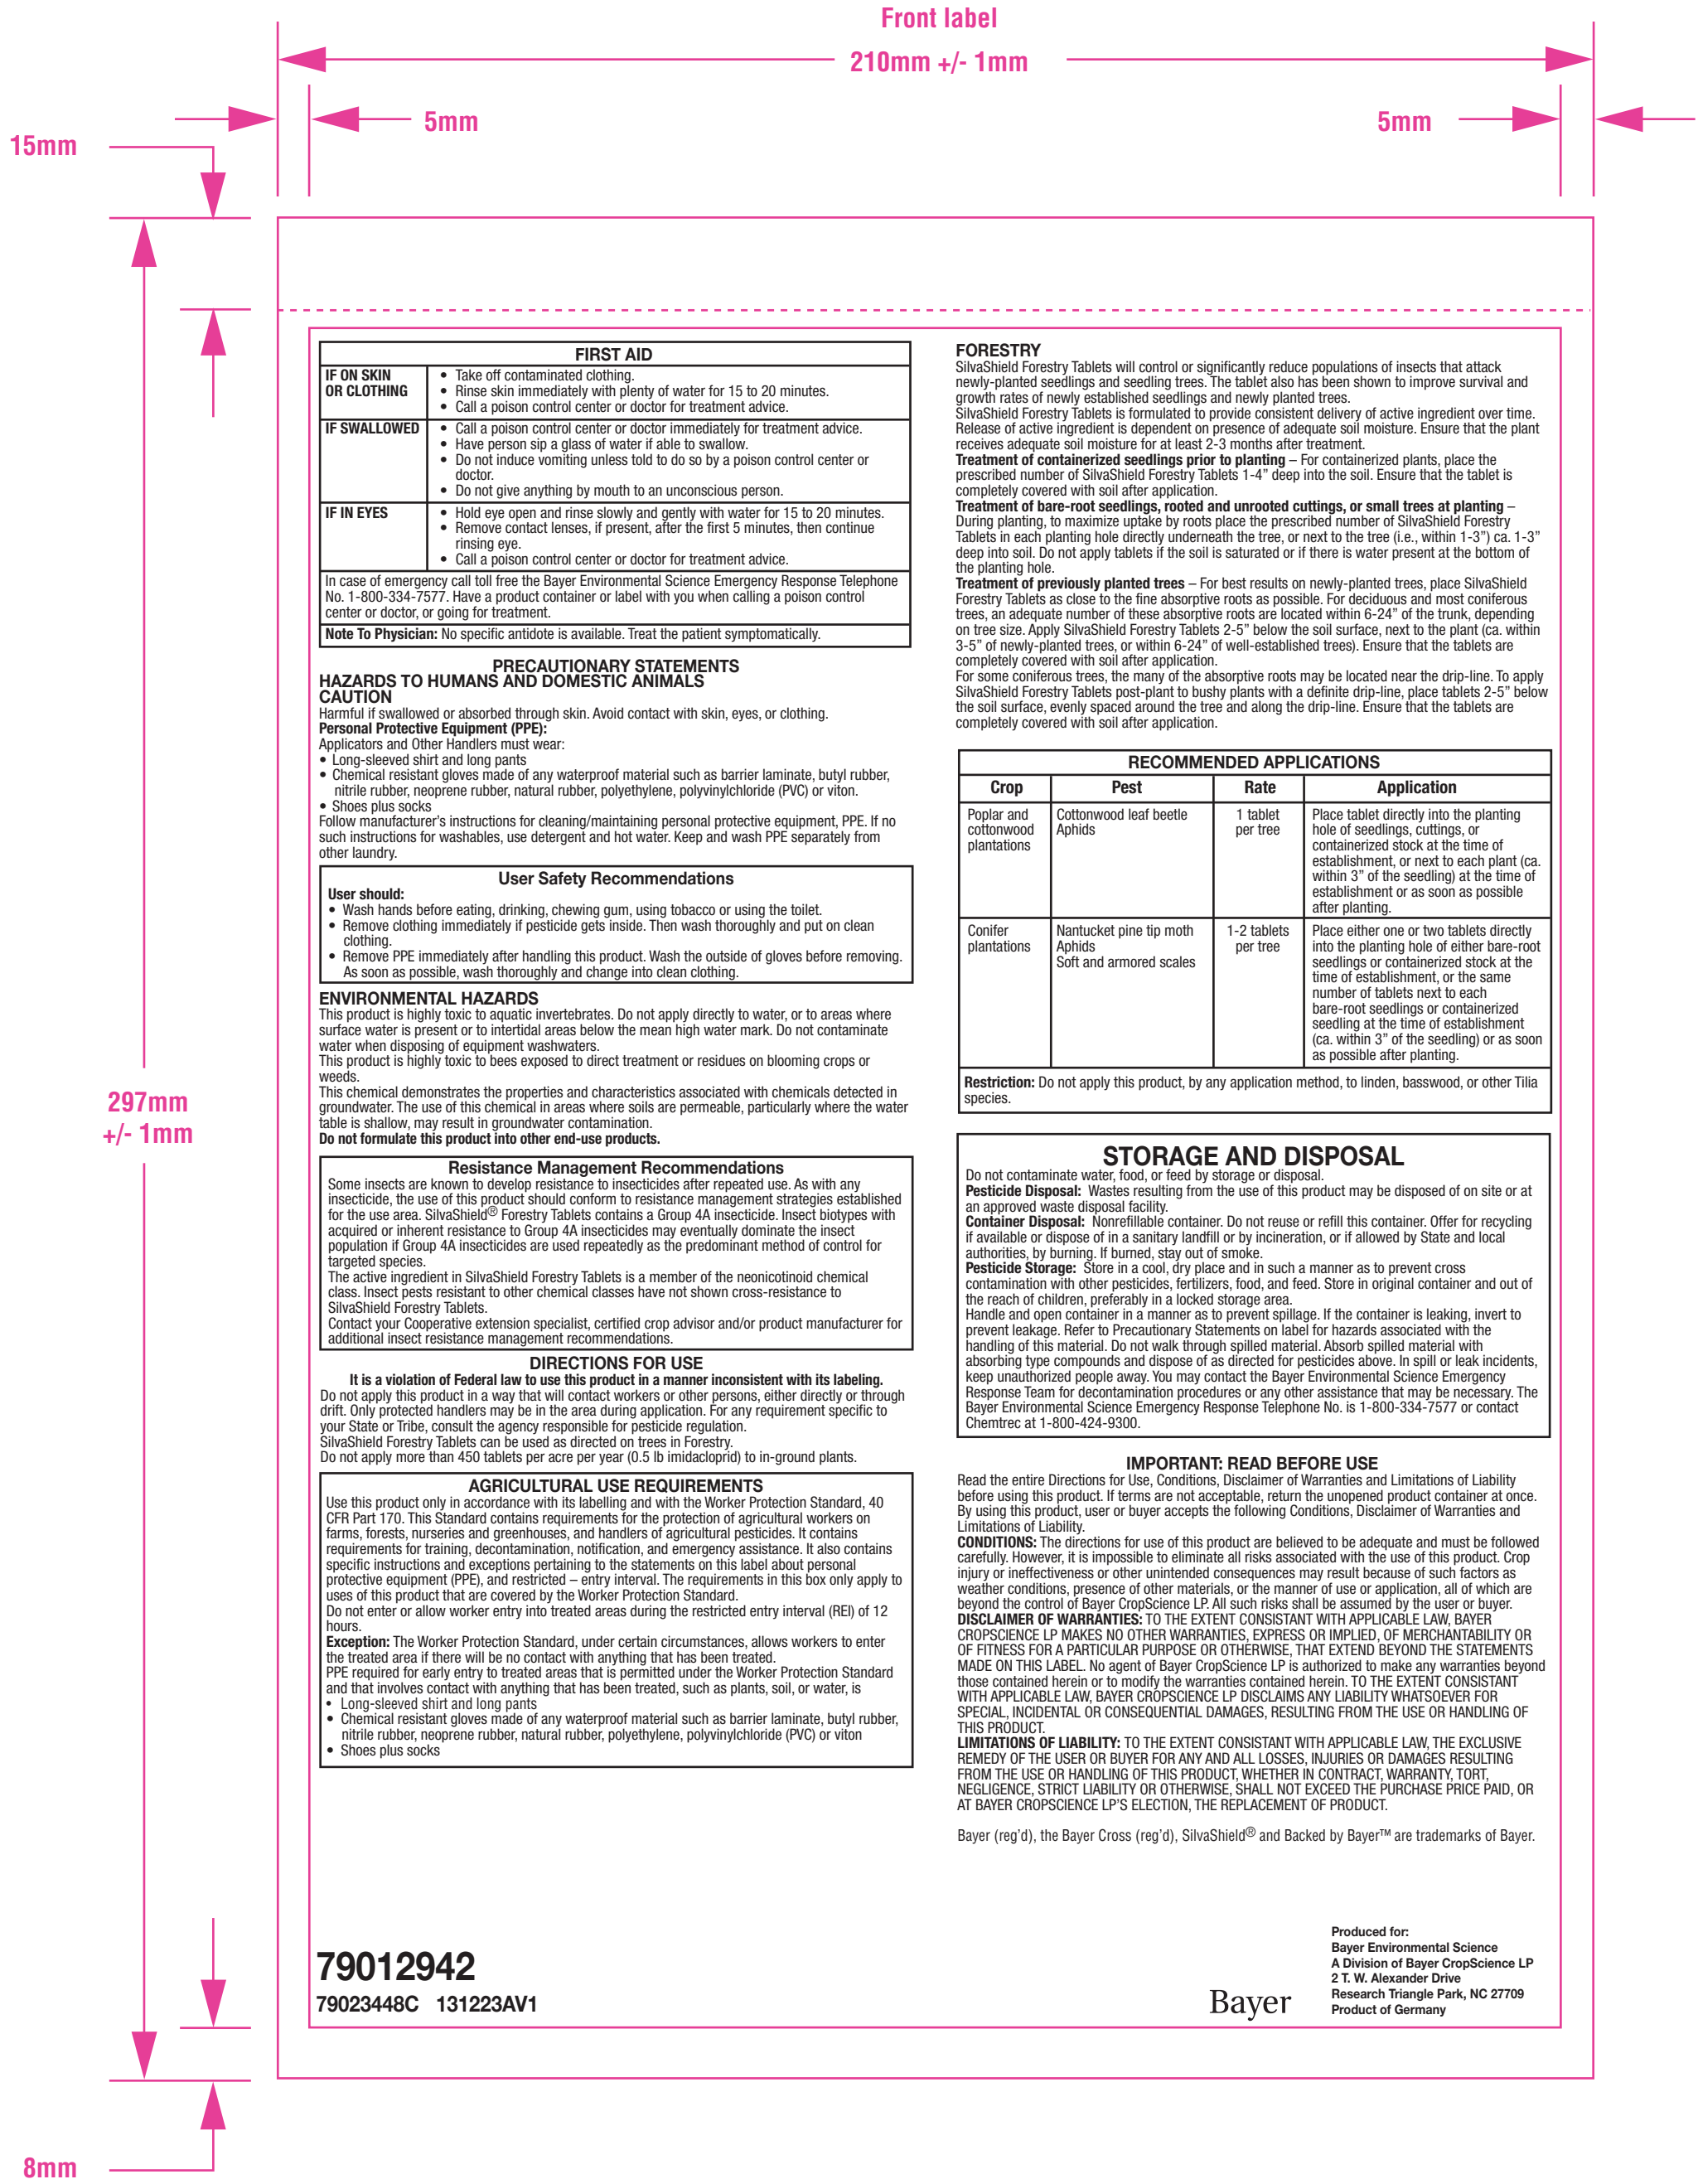 Front label
210mm +/- 1mm
5mm
5mm
15mm
297mm
+/- 1mm
8mm
FIRST AID
IF ON SKIN
OR CLOTHING
• Take off contaminated clothing.
• Rinse skin immediately with plenty of water for 15 to 20 minutes.
• Call a poison control center or doctor for treatment advice.
IF SWALLOWED
• Call a poison control center or doctor immediately for treatment advice.
• Have person sip a glass of water if able to swallow.
• Do not induce vomiting unless told to do so by a poison control center or
doctor.
• Do not give anything by mouth to an unconscious person.
IF IN EYES
• Hold eye open and rinse slowly and gently with water for 15 to 20 minutes.
• Remove contact lenses, if present, after the first 5 minutes, then continue
rinsing eye.
• Call a poison control center or doctor for treatment advice.
In case of emergency call toll free the Bayer Environmental Science Emergency Response Telephone
No. 1-800-334-7577. Have a product container or label with you when calling a poison control
center or doctor, or going for treatment.
Note To Physician: No specific antidote is available. Treat the patient symptomatically.
PRECAUTIONARY STATEMENTS
HAZARDS TO HUMANS AND DOMESTIC ANIMALS
CAUTION
Harmful if swallowed or absorbed through skin. Avoid contact with skin, eyes, or clothing.
Personal Protective Equipment (PPE):
Applicators and Other Handlers must wear:
• Long-sleeved shirt and long pants
• Chemical resistant gloves made of any waterproof material such as barrier laminate, butyl rubber,
nitrile rubber, neoprene rubber, natural rubber, polyethylene, polyvinylchloride (PVC) or viton.
• Shoes plus socks
Follow manufacturer's instructions for cleaning/maintaining personal protective equipment, PPE. If no
such instructions for washables, use detergent and hot water. Keep and wash PPE separately from
other laundry.
User Safety Recommendations
User should:
• Wash hands before eating, drinking, chewing gum, using tobacco or using the toilet.
• Remove clothing immediately if pesticide gets inside. Then wash thoroughly and put on clean
clothing.
• Remove PPE immediately after handling this product. Wash the outside of gloves before removing.
As soon as possible, wash thoroughly and change into clean clothing.
ENVIRONMENTAL HAZARDS
This product is highly toxic to aquatic invertebrates. Do not apply directly to water, or to areas where
surface water is present or to intertidal areas below the mean high water mark. Do not contaminate
water when disposing of equipment washwaters.
This product is highly toxic to bees exposed to direct treatment or residues on blooming crops or
weeds.
This chemical demonstrates the properties and characteristics associated with chemicals detected in
groundwater. The use of this chemical in areas where soils are permeable, particularly where the water
table is shallow, may result in groundwater contamination.
Do not formulate this product into other end-use products.
Resistance Management Recommendations
Some insects are known to develop resistance to insecticides after repeated use. As with any
insecticide, the use of this product should conform to resistance management strategies established
for the use area. SilvaShield® Forestry Tablets contains a Group 4A insecticide. Insect biotypes with
acquired or inherent resistance to Group 4A insecticides may eventually dominate the insect
population if Group 4A insecticides are used repeatedly as the predominant method of control for
targeted species.
The active ingredient in SilvaShield Forestry Tablets is a member of the neonicotinoid chemical
class. Insect pests resistant to other chemical classes have not shown cross-resistance to
SilvaShield Forestry Tablets.
Contact your Cooperative extension specialist, certified crop advisor and/or product manufacturer for
additional insect resistance management recommendations.
DIRECTIONS FOR USE
It is a violation of Federal law to use this product in a manner inconsistent with its labeling.
Do not apply this product in a way that will contact workers or other persons, either directly or through
drift. Only protected handlers may be in the area during application. For any requirement specific to
your State or Tribe, consult the agency responsible for pesticide regulation.
SilvaShield Forestry Tablets can be used as directed on trees in Forestry.
Do not apply more than 450 tablets per acre per year (0.5 lb imidacloprid) to in-ground plants.
AGRICULTURAL USE REQUIREMENTS
Use this product only in accordance with its labelling and with the Worker Protection Standard, 40
CFR Part 170. This Standard contains requirements for the protection of agricultural workers on
farms, forests, nurseries and greenhouses, and handlers of agricultural pesticides. It contains
requirements for training, decontamination, notification, and emergency assistance. It also contains
specific instructions and exceptions pertaining to the statements on this label about personal
protective equipment (PPE), and restricted – entry interval. The requirements in this box only apply to
uses of this product that are covered by the Worker Protection Standard.
Do not enter or allow worker entry into treated areas during the restricted entry interval (REI) of 12
hours.
Exception: The Worker Protection Standard, under certain circumstances, allows workers to enter
the treated area if there will be no contact with anything that has been treated.
PPE required for early entry to treated areas that is permitted under the Worker Protection Standard
and that involves contact with anything that has been treated, such as plants, soil, or water, is
• Long-sleeved shirt and long pants
• Chemical resistant gloves made of any waterproof material such as barrier laminate, butyl rubber,
nitrile rubber, neoprene rubber, natural rubber, polyethylene, polyvinylchloride (PVC) or viton
• Shoes plus socks
79012942
79023448C 131223AV1
FORESTRY
SilvaShield Forestry Tablets will control or significantly reduce populations of insects that attack
newly-planted seedlings and seedling trees. The tablet also has been shown to improve survival and
growth rates of newly established seedlings and newly planted trees.
SilvaShield Forestry Tablets is formulated to provide consistent delivery of active ingredient over time.
Release of active ingredient is dependent on presence of adequate soil moisture. Ensure that the plant
receives adequate soil moisture for at least 2-3 months after treatment.
Treatment of containerized seedlings prior to planting – For containerized plants, place the
prescribed number of SilvaShield Forestry Tablets 1-4” deep into the soil. Ensure that the tablet is
completely covered with soil after application.
Treatment of bare-root seedlings, rooted and unrooted cuttings, or small trees at planting –
During planting, to maximize uptake by roots place the prescribed number of SilvaShield Forestry
Tablets in each planting hole directly underneath the tree, or next to the tree (i.e., within 1-3”) ca. 1-3”
deep into soil. Do not apply tablets if the soil is saturated or if there is water present at the bottom of
the planting hole.
Treatment of previously planted trees – For best results on newly-planted trees, place SilvaShield
Forestry Tablets as close to the fine absorptive roots as possible. For deciduous and most coniferous
trees, an adequate number of these absorptive roots are located within 6-24” of the trunk, depending
on tree size. Apply SilvaShield Forestry Tablets 2-5” below the soil surface, next to the plant (ca. within
3-5” of newly-planted trees, or within 6-24” of well-established trees). Ensure that the tablets are
completely covered with soil after application.
For some coniferous trees, the many of the absorptive roots may be located near the drip-line. To apply
SilvaShield Forestry Tablets post-plant to bushy plants with a definite drip-line, place tablets 2-5” below
the soil surface, evenly spaced around the tree and along the drip-line. Ensure that the tablets are
completely covered with soil after application.
RECOMMENDED APPLICATIONS
Crop Pest Rate Application
Poplar and
cottonwood
plantations
Cottonwood leaf beetle
Aphids
1 tablet
per tree
Place tablet directly into the planting
hole of seedlings, cuttings, or
containerized stock at the time of
establishment, or next to each plant (ca.
within 3” of the seedling) at the time of
establishment or as soon as possible
after planting.
Conifer
plantations
Nantucket pine tip moth
Aphids
Soft and armored scales
1-2 tablets
per tree
Place either one or two tablets directly
into the planting hole of either bare-root
seedlings or containerized stock at the
time of establishment, or the same
number of tablets next to each
bare-root seedlings or containerized
seedling at the time of establishment
(ca. within 3” of the seedling) or as soon
as possible after planting.
Restriction: Do not apply this product, by any application method, to linden, basswood, or other Tilia
species.
STORAGE AND DISPOSAL
Do not contaminate water, food, or feed by storage or disposal.
Pesticide Disposal: Wastes resulting from the use of this product may be disposed of on site or at
an approved waste disposal facility.
Container Disposal: Nonrefillable container. Do not reuse or refill this container. Offer for recycling
if available or dispose of in a sanitary landfill or by incineration, or if allowed by State and local
authorities, by burning. If burned, stay out of smoke.
Pesticide Storage: Store in a cool, dry place and in such a manner as to prevent cross
contamination with other pesticides, fertilizers, food, and feed. Store in original container and out of
the reach of children, preferably in a locked storage area.
Handle and open container in a manner as to prevent spillage. If the container is leaking, invert to
prevent leakage. Refer to Precautionary Statements on label for hazards associated with the
handling of this material. Do not walk through spilled material. Absorb spilled material with
absorbing type compounds and dispose of as directed for pesticides above. In spill or leak incidents,
keep unauthorized people away. You may contact the Bayer Environmental Science Emergency
Response Team for decontamination procedures or any other assistance that may be necessary. The
Bayer Environmental Science Emergency Response Telephone No. is 1-800-334-7577 or contact
Chemtrec at 1-800-424-9300.
IMPORTANT: READ BEFORE USE
Read the entire Directions for Use, Conditions, Disclaimer of Warranties and Limitations of Liability
before using this product. If terms are not acceptable, return the unopened product container at once.
By using this product, user or buyer accepts the following Conditions, Disclaimer of Warranties and
Limitations of Liability.
CONDITIONS: The directions for use of this product are believed to be adequate and must be followed
carefully. However, it is impossible to eliminate all risks associated with the use of this product. Crop
injury or ineffectiveness or other unintended consequences may result because of such factors as
weather conditions, presence of other materials, or the manner of use or application, all of which are
beyond the control of Bayer CropScience LP. All such risks shall be assumed by the user or buyer.
DISCLAIMER OF WARRANTIES: TO THE EXTENT CONSISTENT WITH APPLICABLE LAW, BAYER
CROPSCIENCE LP MAKES NO OTHER WARRANTIES, EXPRESS OR IMPLIED, OF MERCHANTABILITY OR
OF FITNESS FOR A PARTICULAR PURPOSE OR OTHERWISE, THAT EXTEND BEYOND THE STATEMENTS
MADE ON THIS LABEL. No agent of Bayer CropScience LP is authorized to make any warranties beyond
those contained herein or to modify the warranties contained herein. TO THE EXTENT CONSISTANT
WITH APPLICABLE LAW, BAYER CROPSCIENCE LP DISCLAIMS ANY LIABILITY WHATSOEVER FOR
SPECIAL, INCIDENTAL OR CONSEQUENTIAL DAMAGES, RESULTING FROM THE USE OR HANDLING OF
THIS PRODUCT.
LIMITATIONS OF LIABILITY: TO THE EXTENT CONSISTANT WITH APPLICABLE LAW, THE EXCLUSIVE
REMEDY OF THE USER OR BUYER FOR ANY AND ALL LOSSES, INJURIES OR DAMAGES RESULTING
FROM THE USE OR HANDLING OF THIS PRODUCT, WHETHER IN CONTRACT, WARRANTY, TORT,
NEGLIGENCE, STRICT LIABILITY OR OTHERWISE, SHALL NOT EXCEED THE PURCHASE PRICE PAID, OR
AT BAYER CROPSCIENCE LP'S ELECTION, THE REPLACEMENT OF PRODUCT.
Bayer (reg'd), the Bayer Cross (reg'd), SilvaShield® and Backed by Bayer™ are trademarks of Bayer.
Bayer
Produced for:
Bayer Environmental Science
A Division of Bayer CropScience LP
2 T. W. Alexander Drive
Research Triangle Park, NC 27709
Product of Germany